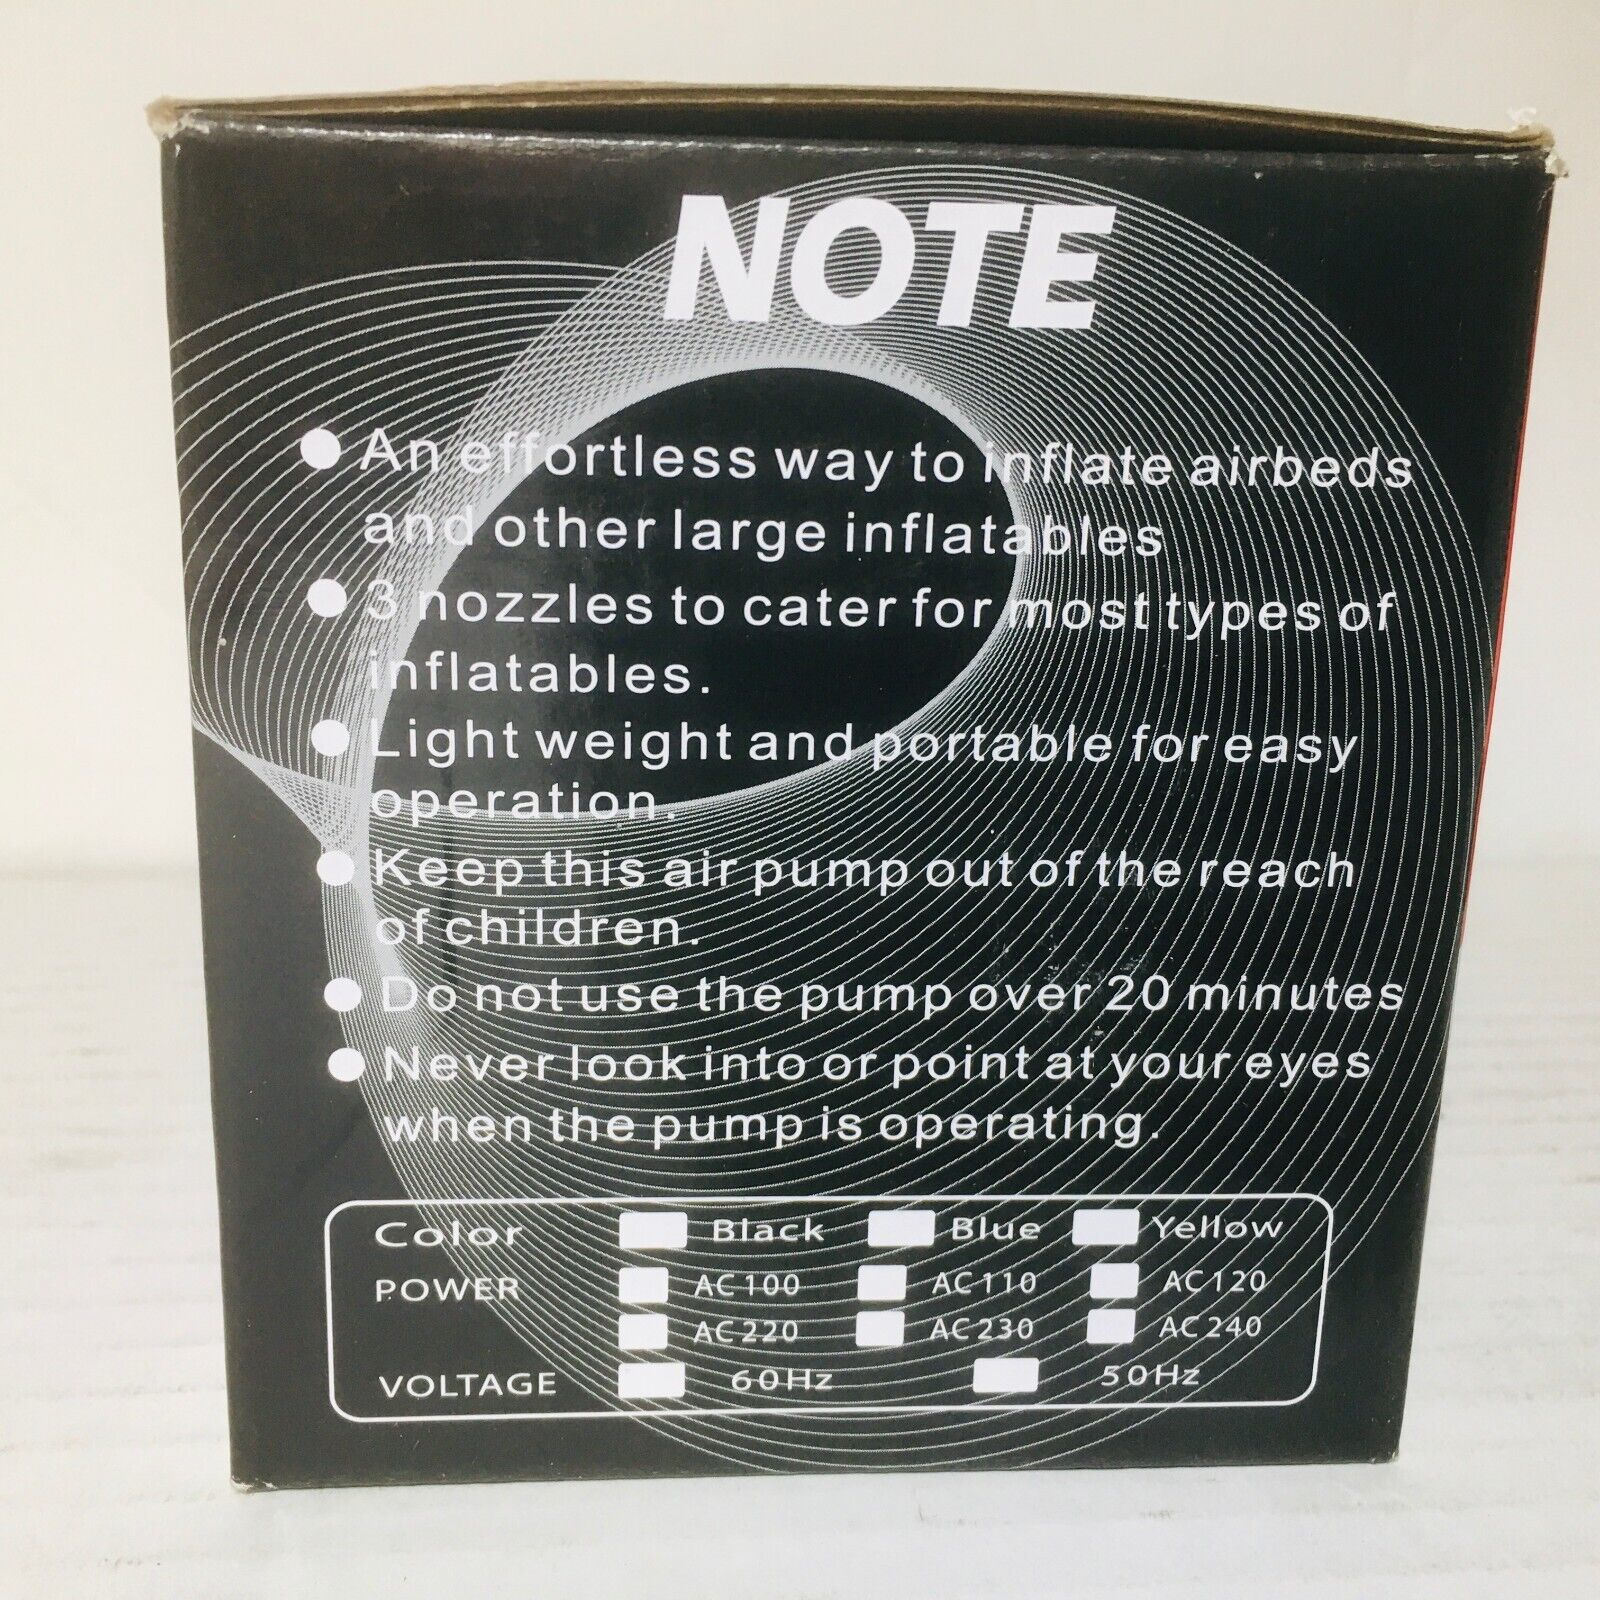 NOTE
● An effortless way to inflate airbeds
and other large inflatables
● 3 nozzles to cater for most types of
inflatables.
● Light weight and portable for easy
operation.
● Keep this air pump out of the reach
of children.
● Do not use the pump over 20 minutes
● Never look into or point at your eyes
when the pump is operating.
Color Black Blue Yellow
POWER AC100 AC110 AC120
AC220 AC230 AC240
VOLTAGE 60Hz 50Hz